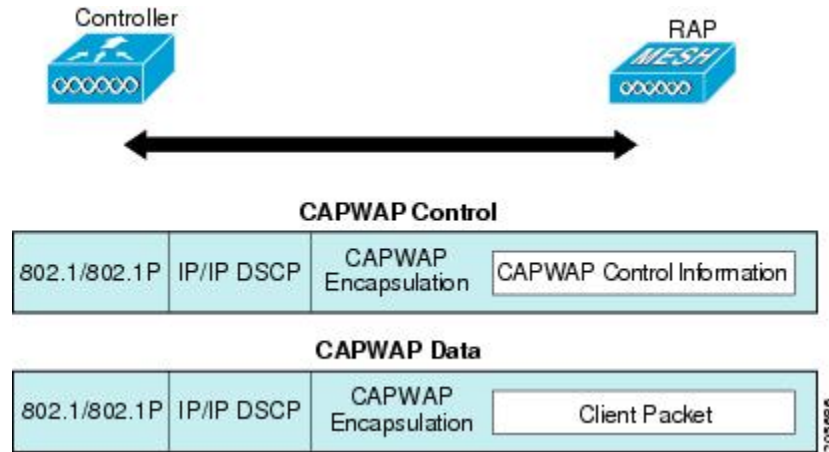 Controller
RAP
MESH
CAPWAP Control
802.1/802.1P
IP/IP DSCP
CAPWAP
Encapsulation
CAPWAP Control Information
CAPWAP Data
802.1/802.1P
IP/IP DSCP
CAPWAP
Encapsulation
Client Packet